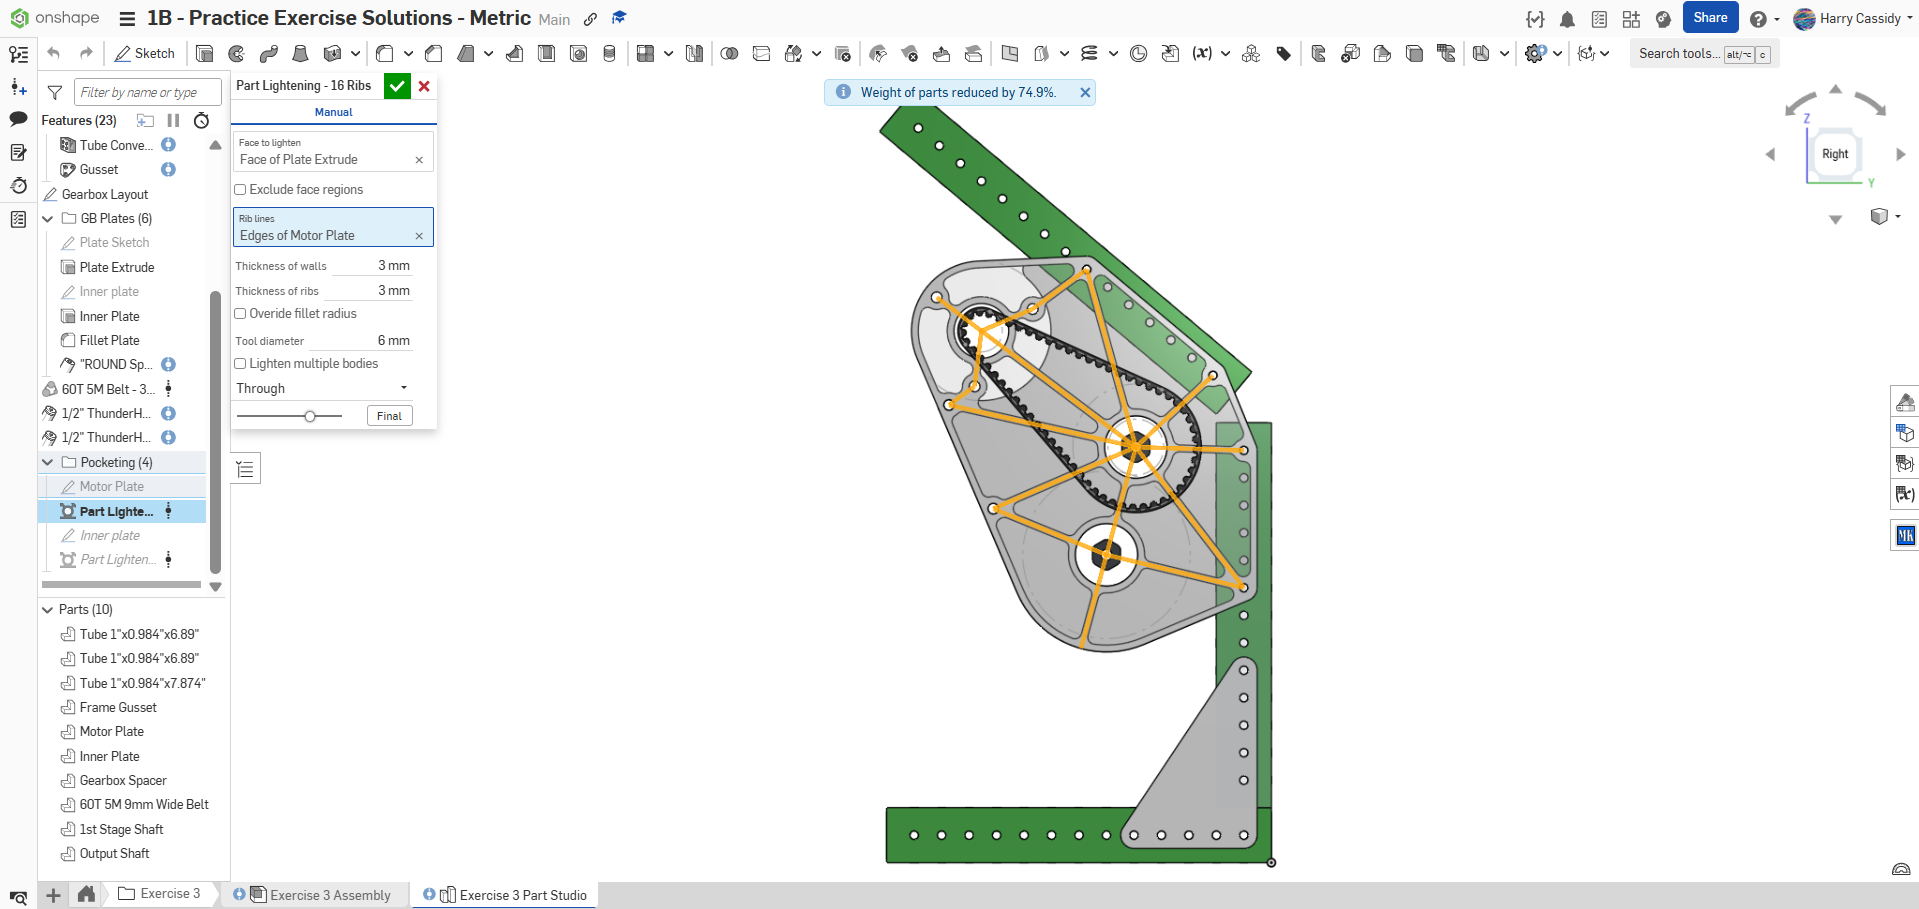 onshape
1B - Practice Exercise Solutions - Metric
Main
Share
Harry Cassidy
Sketch
Search tools...
alt/⌥
c
Filter by name or type
Features (23)
Tube Conve...
Gusset
Gearbox Layout
GB Plates (6)
Plate Sketch
Plate Extrude
Inner plate
Inner Plate
Fillet Plate
"ROUND Sp...
60T 5M Belt - 3...
1/2" ThunderH...
1/2" ThunderH...
Pocketing (4)
Motor Plate
Part Lighte...
Inner plate
Part Lighten...
Parts (10)
Tube 1"x0.984"x6.89"
Tube 1"x0.984"x6.89"
Tube 1"x0.984"x7.874"
Frame Gusset
Motor Plate
Inner Plate
Gearbox Spacer
60T 5M 9mm Wide Belt
1st Stage Shaft
Output Shaft
Part Lightening - 16 Ribs
Manual
Face to lighten
Face of Plate Extrude
Exclude face regions
Rib lines
Edges of Motor Plate
Thickness of walls 3 mm
Thickness of ribs 3 mm
Overide fillet radius
Tool diameter 6 mm
Lighten multiple bodies
Through
Final
Weight of parts reduced by 74.9%.
Z
Right
Y
(x)
(x)
MK
Exercise 3
Exercise 3 Assembly
Exercise 3 Part Studio